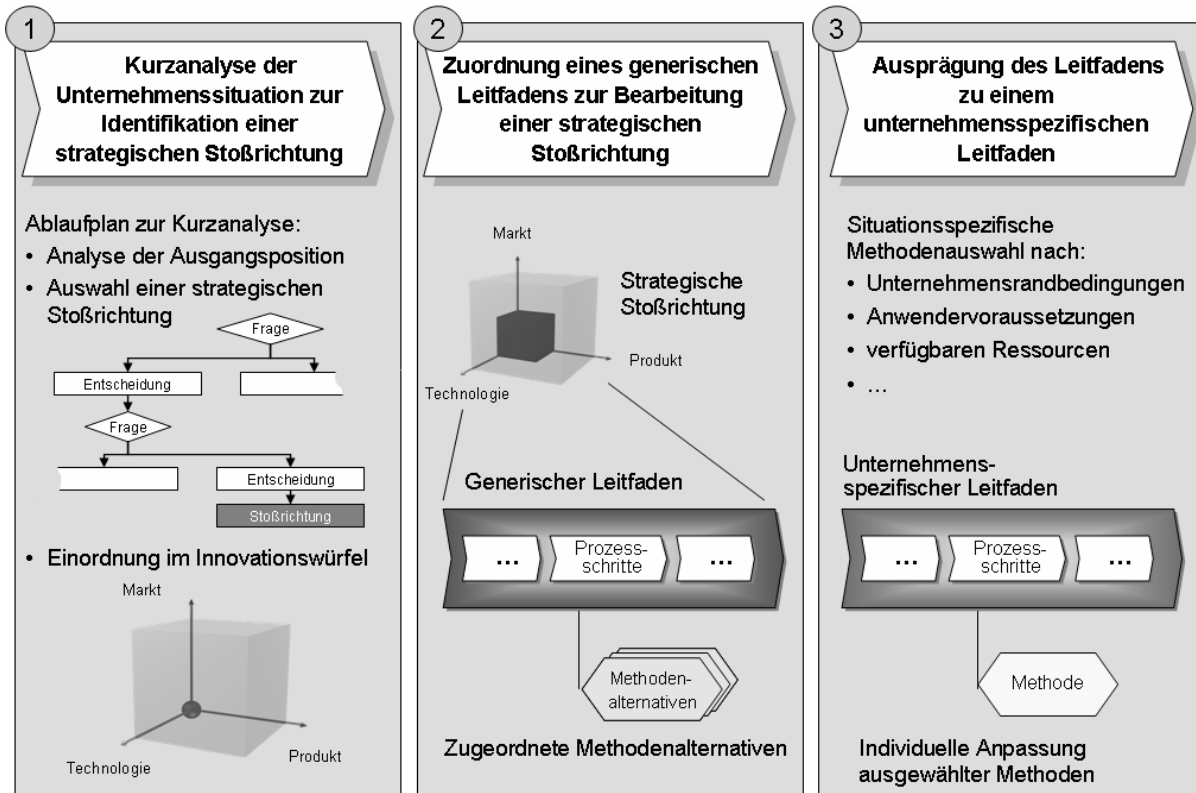 1
Kurzanalyse der
Unternehmenssituation zur
Identifikation einer
strategischen Stoßrichtung
Ablaufplan zur Kurzanalyse:
• Analyse der Ausgangsposition
• Auswahl einer strategischen
Stoßrichtung
Frage
Entscheidung
Frage
Entscheidung
Stoßrichtung
• Einordnung im Innovationswürfel
Markt
Produkt
Technologie
2
Zuordnung eines generischen
Leitfadens zur Bearbeitung
einer strategischen
Stoßrichtung
Markt
Strategische
Stoßrichtung
Produkt
Technologie
Generischer Leitfaden
...
Prozess-
schritte
...
Methoden-
alternativen
Zugeordnete Methodenalternativen
3
Ausprägung des Leitfadens
zu einem
unternehmensspezifischen
Leitfaden
Situationsspezifische
Methodenauswahl nach:
• Unternehmensrandbedingungen
• Anwendervoraussetzungen
• verfügbaren Ressourcen
• ...
Unternehmens-
spezifischer Leitfaden
...
Prozess-
schritte
...
Methode
Individuelle Anpassung
ausgewählter Methoden